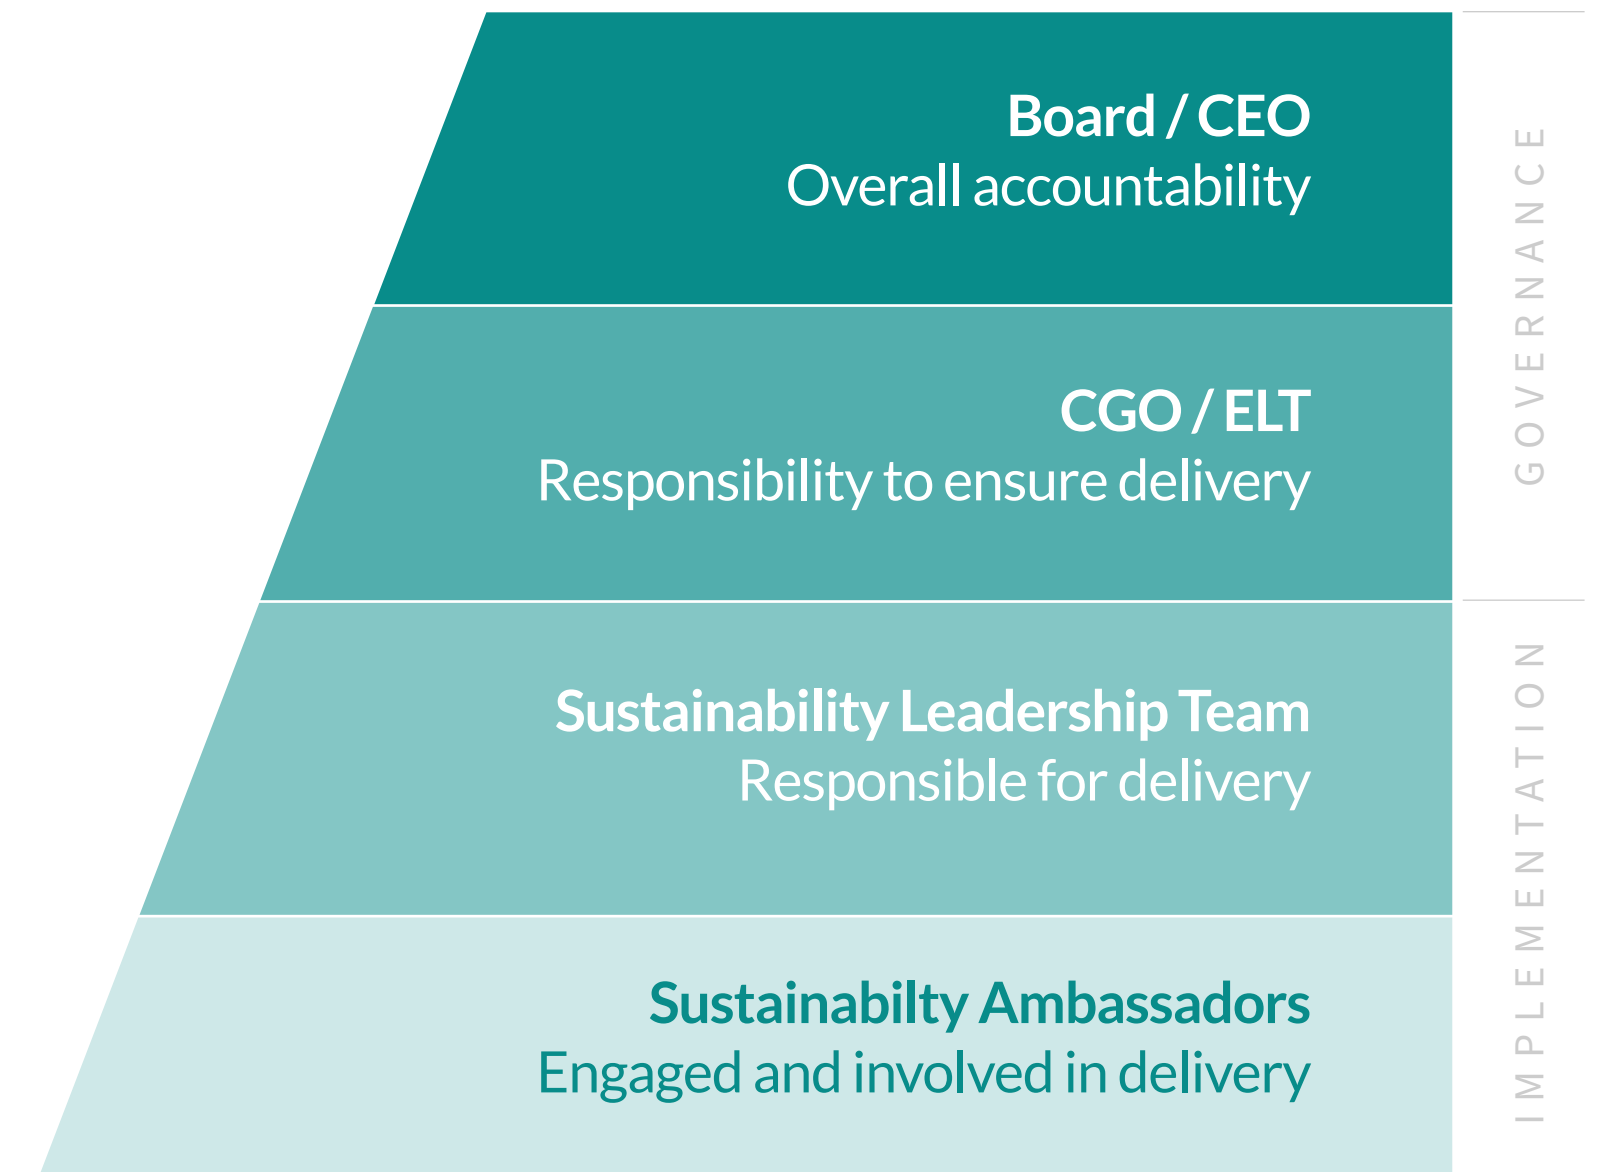 Board / CEO
Overall accountability
CGO / ELT
Responsibility to ensure delivery
Sustainability Leadership Team
Responsible for delivery
Sustainabilty Ambassadors
Engaged and involved in delivery
GOVERNANCE
IMPLEMENTATION